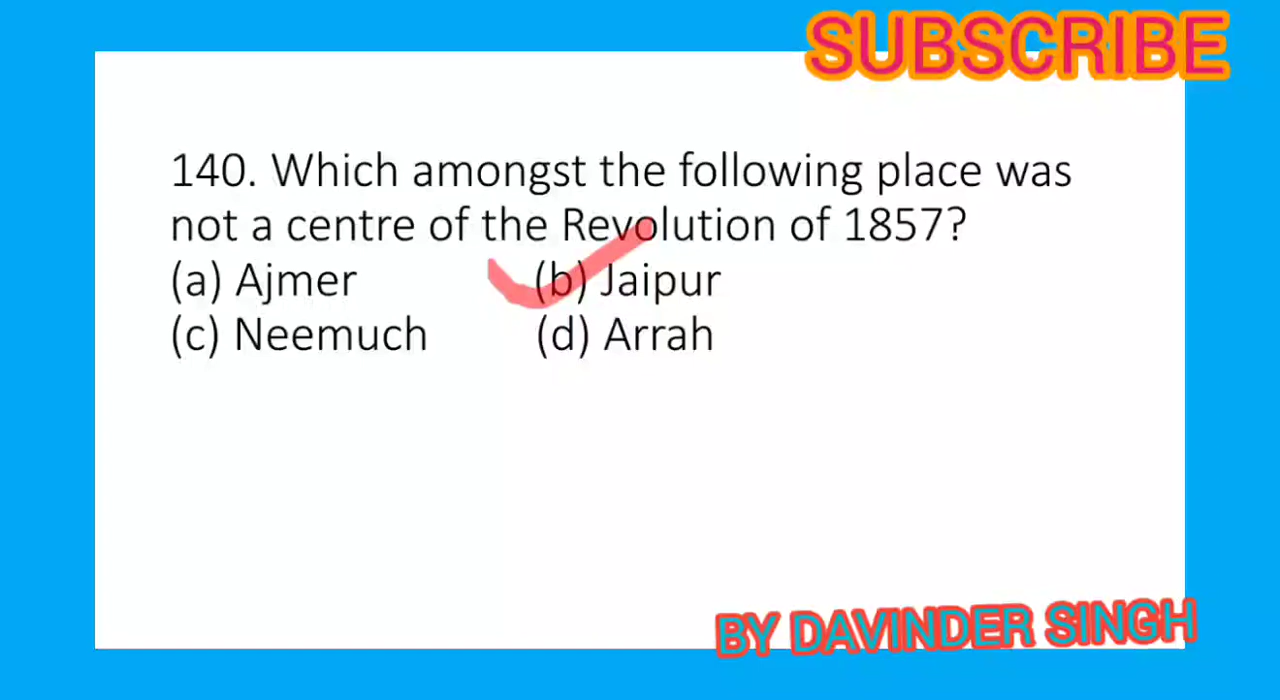 SUBSCRIBE
140. Which amongst the following place was
not a centre of the Revolution of 1857?
(a) Ajmer (b) Jaipur
(c) Neemuch (d) Arrah
BY DAVINDER SINGH